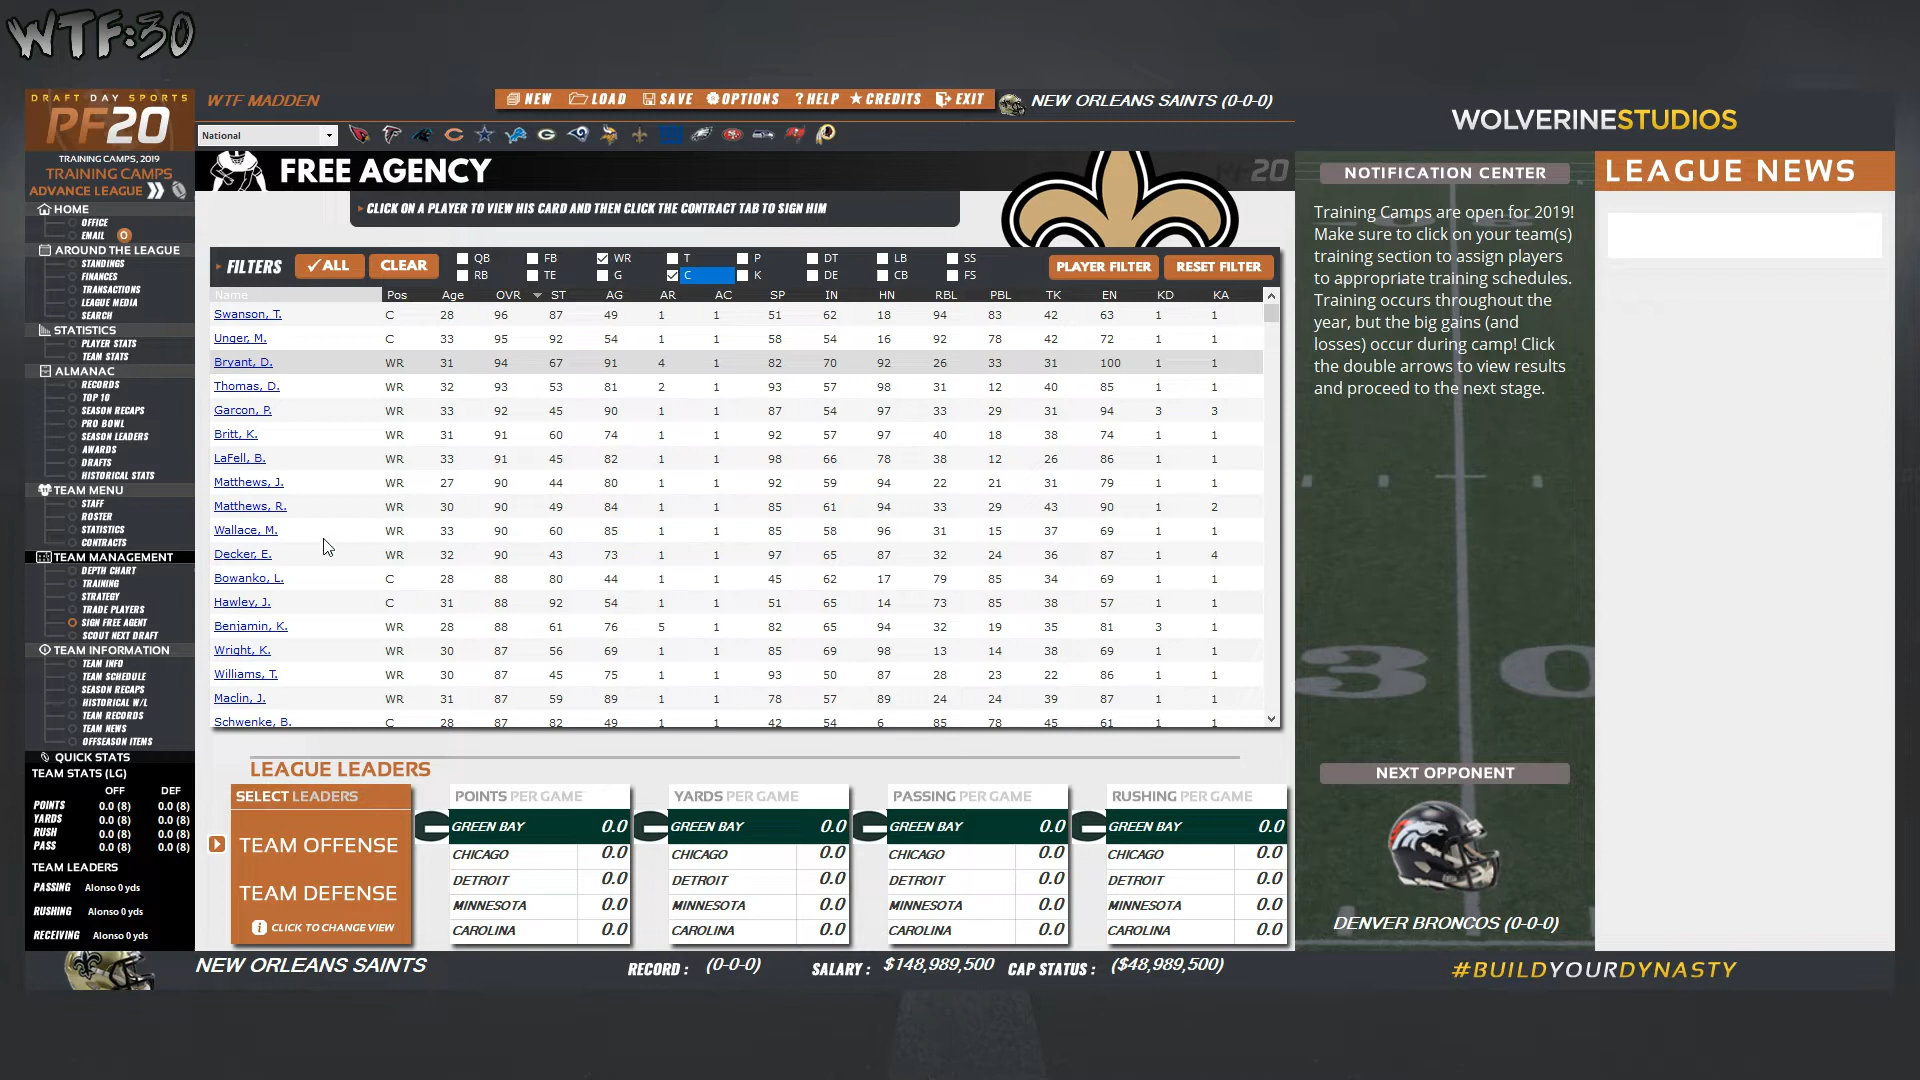 WTF:30
DRAFT DAY SPORTS
PF20
TRAINING CAMPS, 2019
TRAINING CAMPS
ADVANCE LEAGUE
WTF MADDEN
NEW LOAD SAVE OPTIONS ? HELP CREDITS EXIT
NEW ORLEANS SAINTS (0-0-0)
National
FREE AGENCY
20
CLICK ON A PLAYER TO VIEW HIS CARD AND THEN CLICK THE CONTRACT TAB TO SIGN HIM
WOLVERINESTUDIOS
NOTIFICATION CENTER
LEAGUE NEWS
Training Camps are open for 2019!
Make sure to click on your team(s)
training section to assign players
to appropriate training schedules.
Training occurs throughout the
year, but the big gains (and
losses) occur during camp! Click
the double arrows to view results
and proceed to the next stage.
HOME
OFFICE
EMAIL 0
AROUND THE LEAGUE
STANDINGS
FINANCES
TRANSACTIONS
LEAGUE MEDIA
SEARCH
STATISTICS
PLAYER STATS
TEAM STATS
ALMANAC
RECORDS
TOP 10
SEASON RECAPS
PRO BOWL
SEASON LEADERS
AWARDS
DRAFTS
HISTORICAL STATS
TEAM MENU
STAFF
ROSTER
STATISTICS
CONTRACTS
TEAM MANAGEMENT
DEPTH CHART
TRAINING
STRATEGY
TRADE PLAYERS
SIGN FREE AGENT
SCOUT NEXT DRAFT
TEAM INFORMATION
TEAM INFO
TEAM SCHEDULE
SEASON RECAPS
HISTORICAL W/L
TEAM RECORDS
TEAM NEWS
OFFSEASON ITEMS
QUICK STATS
TEAM STATS (LG)
OFF DEF
POINTS 0.0 (8) 0.0 (8)
YARDS 0.0 (8) 0.0 (8)
RUSH 0.0 (8) 0.0 (8)
PASS 0.0 (8) 0.0 (8)
TEAM LEADERS
PASSING Alonso 0 yds
RUSHING Alonso 0 yds
RECEIVING Alonso 0 yds
FILTERS ALL CLEAR
QB FB WR T P DT LB SS
RB TE G C K DE CB FS
PLAYER FILTER RESET FILTER
Name Pos Age OVR ST AG AR AC SP IN HN RBL PBL TK EN KD KA
Swanson, T. C 28 96 87 49 1 1 51 62 18 94 83 42 63 1 1
Unger, M. C 33 95 92 54 1 1 58 54 16 92 78 42 72 1 1
Bryant, D. WR 31 94 67 91 4 1 82 70 92 26 33 31 100 1 1
Thomas, D. WR 32 93 53 81 2 1 93 57 98 31 12 40 85 1 1
Garcon, P. WR 33 92 45 90 1 1 87 54 97 33 29 31 94 3 3
Britt, K. WR 31 91 60 74 1 1 92 57 97 40 18 38 74 1 1
LaFell, B. WR 33 91 45 82 1 1 98 66 78 38 12 26 86 1 1
Matthews, J. WR 27 90 44 80 1 1 92 59 94 22 21 31 79 1 1
Matthews, R. WR 30 90 49 84 1 1 85 61 94 33 29 43 90 1 2
Wallace, M. WR 33 90 60 85 1 1 85 58 96 31 15 37 69 1 1
Decker, E. WR 32 90 43 73 1 1 97 65 87 32 24 36 87 1 4
Bowanko, L. C 28 88 80 44 1 1 45 62 17 79 85 34 69 1 1
Hawley, J. C 31 88 92 54 1 1 51 65 14 73 85 38 57 1 1
Benjamin, K. WR 28 88 61 76 5 1 82 65 94 32 19 35 81 3 1
Wright, K. WR 30 87 56 69 1 1 85 69 98 13 14 38 69 1 1
Williams, T. WR 30 87 45 75 1 1 93 50 87 28 23 22 86 1 1
Maclin, J. WR 31 87 59 89 1 1 78 57 89 24 24 39 87 1 1
Schwenke, B. C 28 87 82 49 1 1 42 54 6 85 78 45 61 1 1
LEAGUE LEADERS
SELECT LEADERS
TEAM OFFENSE
TEAM DEFENSE
i CLICK TO CHANGE VIEW
POINTS PER GAME
GREEN BAY 0.0
CHICAGO 0.0
DETROIT 0.0
MINNESOTA 0.0
CAROLINA 0.0
YARDS PER GAME
GREEN BAY 0.0
CHICAGO 0.0
DETROIT 0.0
MINNESOTA 0.0
CAROLINA 0.0
PASSING PER GAME
GREEN BAY 0.0
CHICAGO 0.0
DETROIT 0.0
MINNESOTA 0.0
CAROLINA 0.0
RUSHING PER GAME
GREEN BAY 0.0
CHICAGO 0.0
DETROIT 0.0
MINNESOTA 0.0
CAROLINA 0.0
3 0
NEXT OPPONENT
DENVER BRONCOS (0-0-0)
NEW ORLEANS SAINTS
RECORD : (0-0-0) SALARY : $148,989,500 CAP STATUS : ($48,989,500)
#BUILDYOURDYNASTY